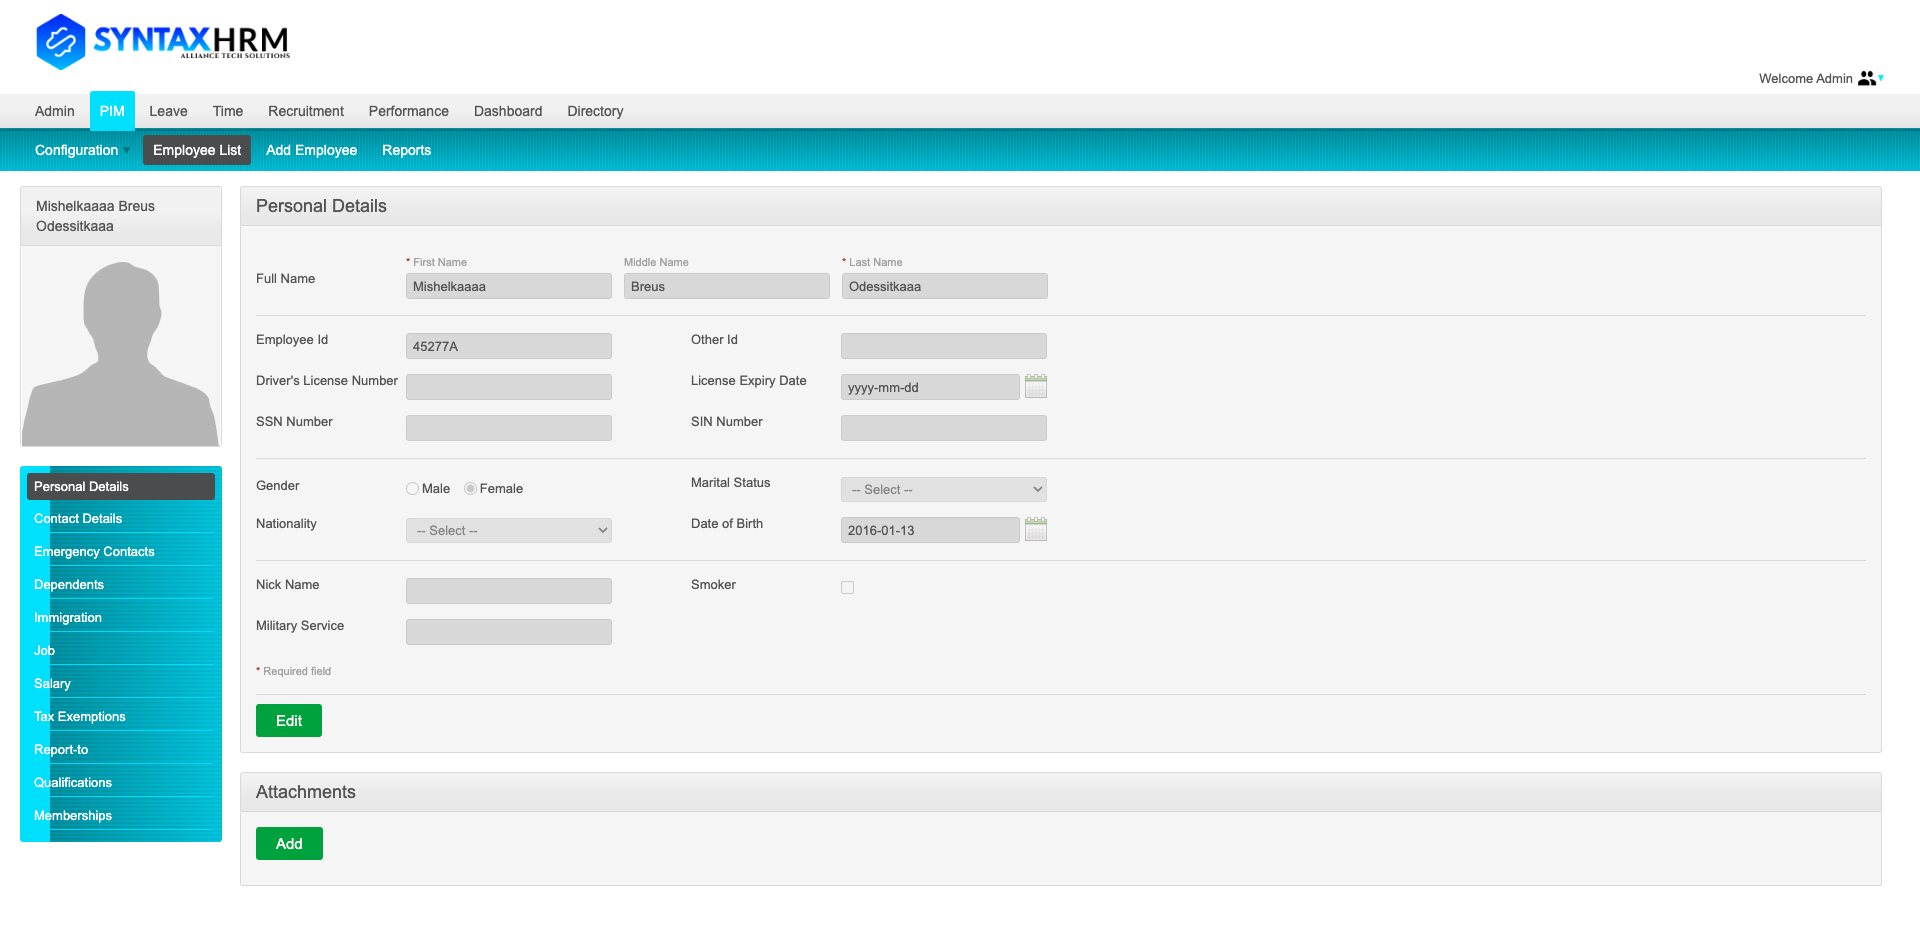 SYNTAXHRM
ALLIANCE TECH SOLUTIONS
Welcome Admin
Admin PIM Leave Time Recruitment Performance Dashboard Directory
Configuration Employee List Add Employee Reports
Mishelkaaaa Breus
Odessitkaaa
Personal Details
Contact Details
Emergency Contacts
Dependents
Immigration
Job
Salary
Tax Exemptions
Report-to
Qualifications
Memberships
Personal Details
* First Name Middle Name * Last Name
Full Name Mishelkaaaa Breus Odessitkaaa
Employee Id 45277A Other Id
Driver's License Number License Expiry Date yyyy-mm-dd
SSN Number SIN Number
Gender Male Female Marital Status -- Select --
Nationality -- Select -- Date of Birth 2016-01-13
Nick Name Smoker
Military Service
* Required field
Edit
Attachments
Add